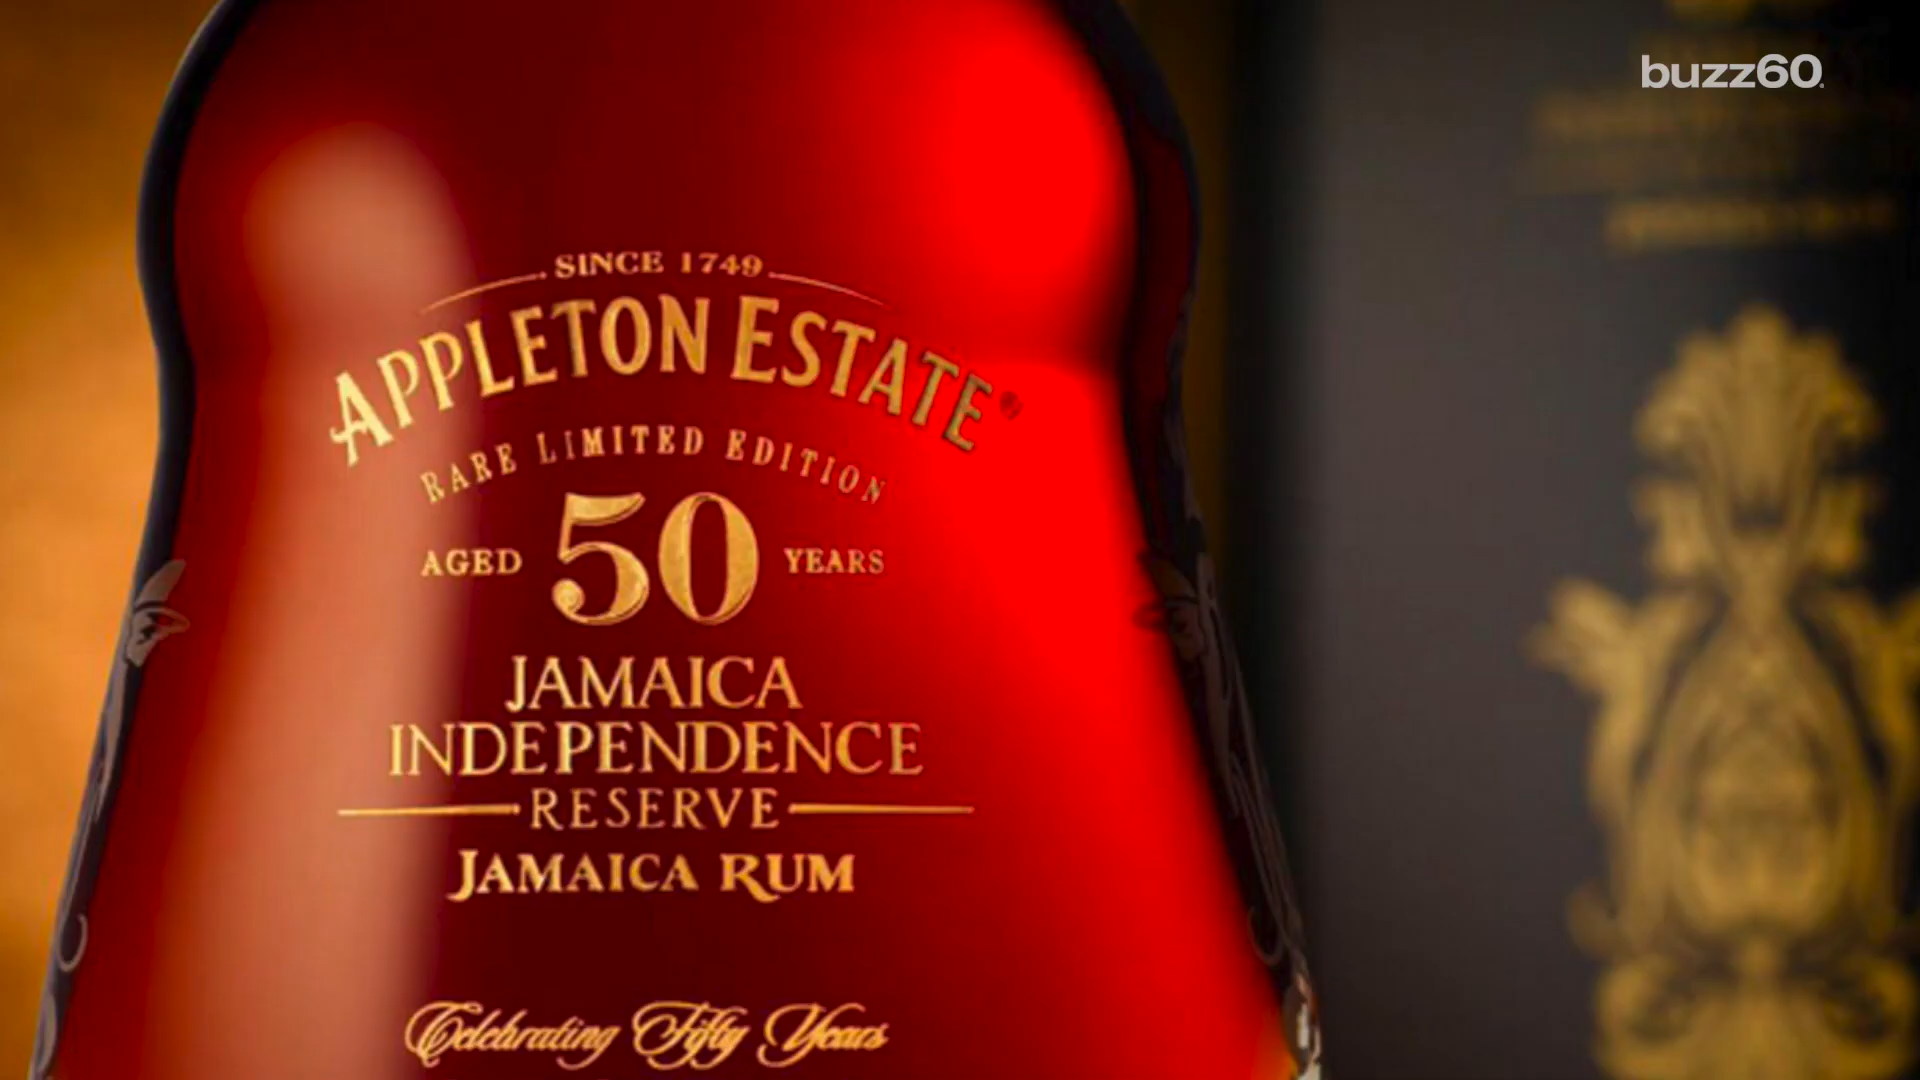 buzz60
SINCE 1749
APPLETON ESTATE®
RARE LIMITED EDITION
AGED 50 YEARS
JAMAICA
INDEPENDENCE
RESERVE
JAMAICA RUM
Celebrating Fifty Years